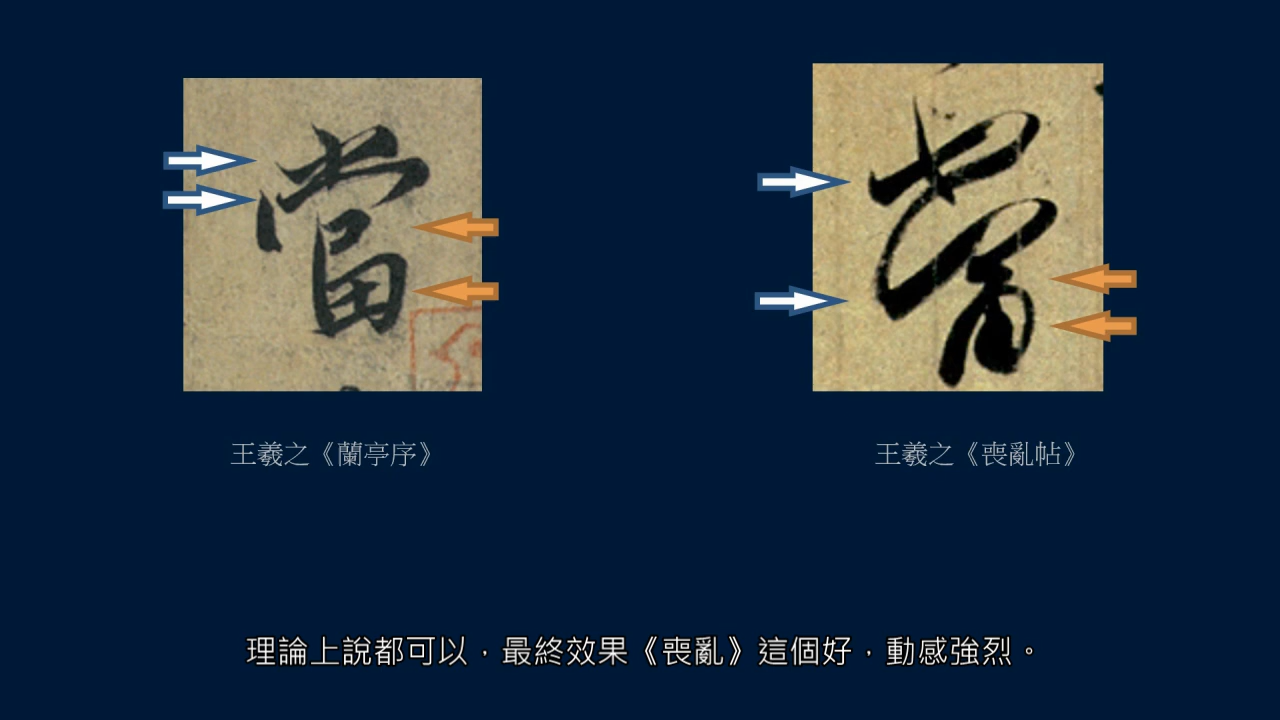 當
當
王羲之《蘭亭序》
王羲之《喪亂帖》
理論上說都可以，最終效果《喪亂》這個好，動感強烈。